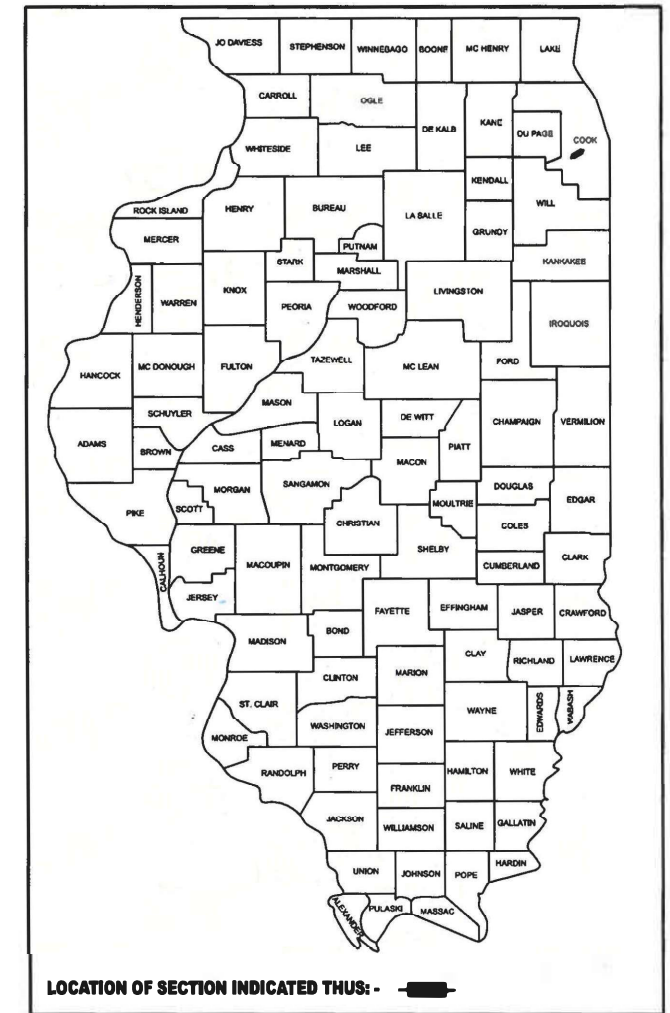 JO DAVIESS STEPHENSON WINNEBAGO BOONE MC HENRY LAKE
CARROLL OGLE
DE KALB KANE DU PAGE COOK
WHITESIDE LEE
KENDALL
ROCK ISLAND HENRY BUREAU LA SALLE WILL
MERCER PUTNAM GRUNDY
STARK MARSHALL KANKAKEE
HENDERSON WARREN KNOX PEORIA WOODFORD LIVINGSTON
IROQUOIS
HANCOCK MC DONOUGH FULTON TAZEWELL MC LEAN FORD
MASON
SCHUYLER LOGAN DE WITT CHAMPAIGN VERMILION
ADAMS BROWN CASS MENARD PIATT
MACON
PIKE SCOTT MORGAN SANGAMON MOULTRIE DOUGLAS EDGAR
CHRISTIAN COLES
CALHOUN GREENE MACOUPIN MONTGOMERY SHELBY CUMBERLAND CLARK
JERSEY
FAYETTE EFFINGHAM JASPER CRAWFORD
MADISON BOND
CLAY RICHLAND LAWRENCE
CLINTON MARION
ST. CLAIR WAYNE EDWARDS WABASH
WASHINGTON JEFFERSON
MONROE
RANDOLPH PERRY HAMILTON WHITE
FRANKLIN
JACKSON WILLIAMSON SALINE GALLATIN
UNION JOHNSON POPE HARDIN
ALEXANDER PULASKI MASSAC
LOCATION OF SECTION INDICATED THUS: -